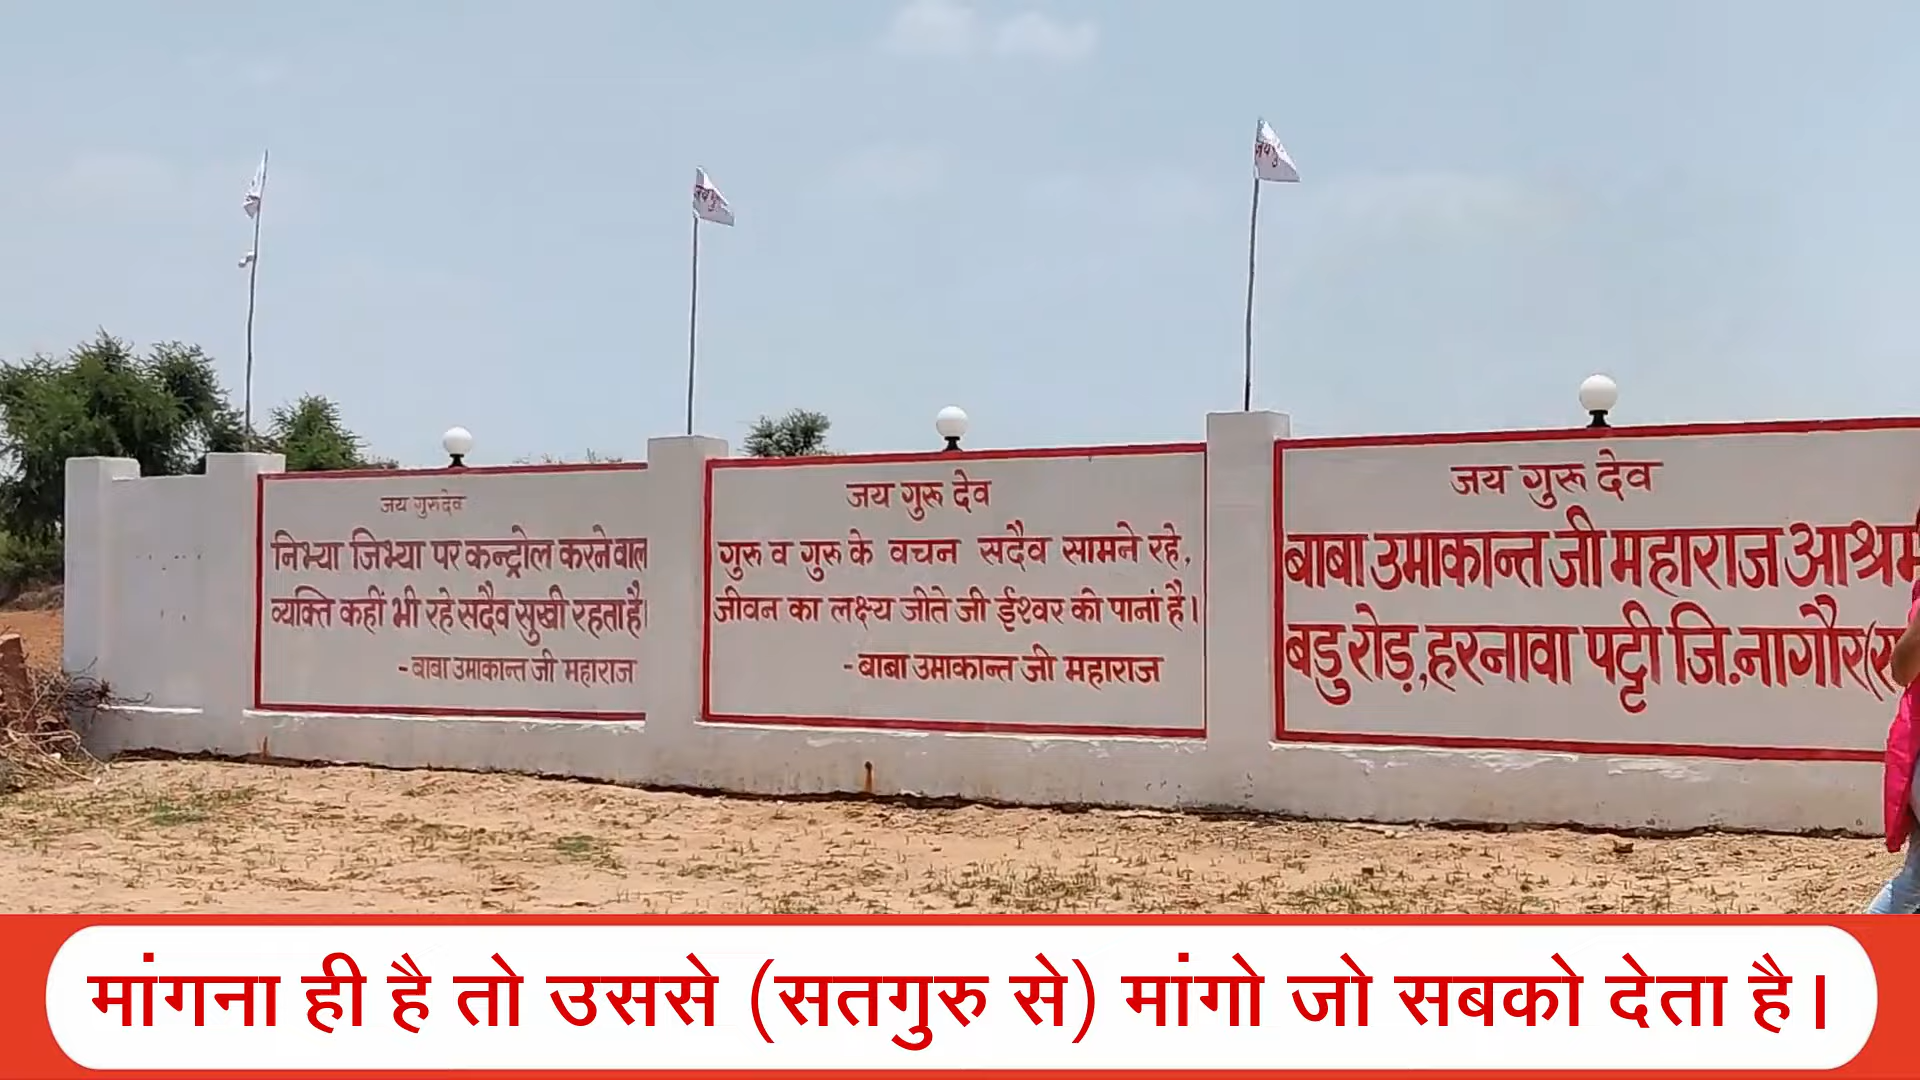 जय गुरुदेव
निभ्या जिभ्या पर कन्ट्रोल करने वाल
व्यक्ति कहीं भी रहे सदैव सुखी रहता है।
- बाबा उमाकान्त जी महाराज
जय गुरू देव
गुरु व गुरु के वचन सदैव सामने रहे,
जीवन का लक्ष्य जीते जी ईश्वर को पानां है।
- बाबा उमाकान्त जी महाराज
जय गुरू देव
बाबा उमाकान्त जी महाराज आश्रम
बडु रोड़, हरनावा पट्टी जि. नागौर (रा
मांगना ही है तो उससे (सतगुरु से) मांगो जो सबको देता है।